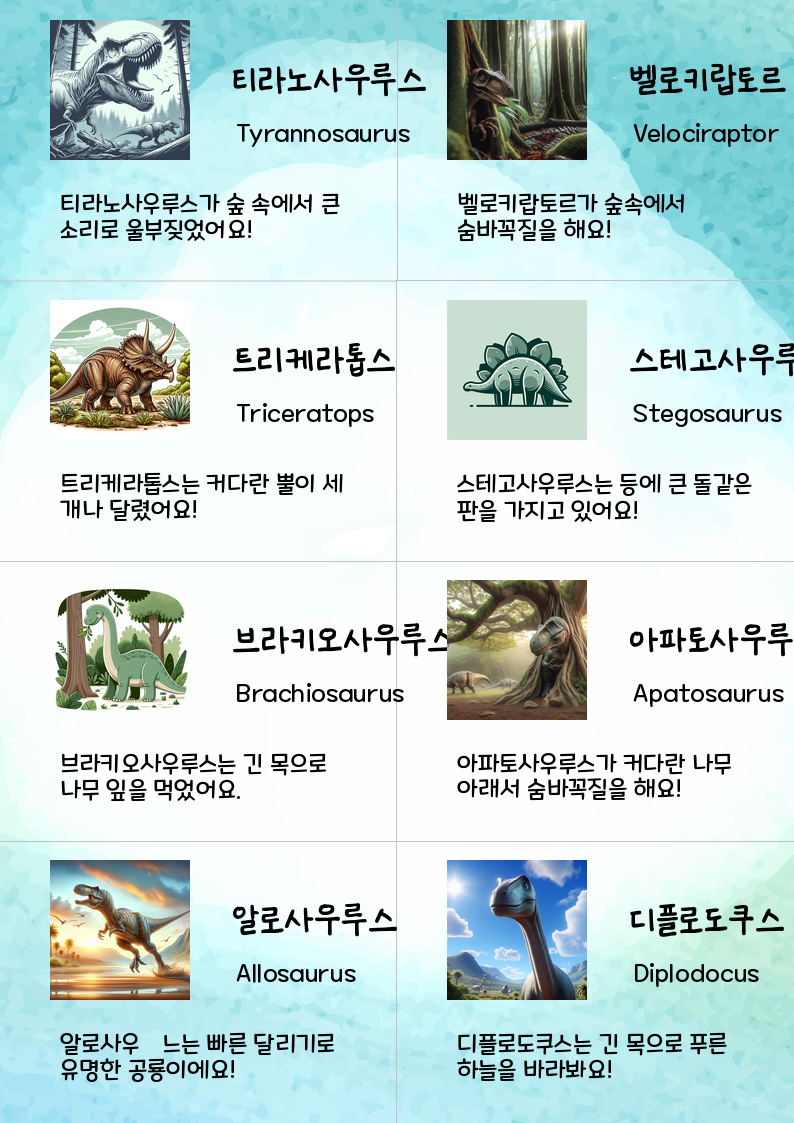 티라노사우루스
Tyrannosaurus
티라노사우루스가 숲 속에서 큰
소리로 울부짖었어요!
벨로키랍토르
Velociraptor
벨로키랍토르가 숲속에서
숨바꼭질을 해요!
트리케라톱스
Triceratops
트리케라톱스는 커다란 뿔이 세
개나 달렸어요!
스테고사우루
Stegosaurus
스테고사우루스는 등에 큰 돌같은
판을 가지고 있어요!
브라키오사우루스
Brachiosaurus
브라키오사우루스는 긴 목으로
나무 잎을 먹었어요.
아파토사우루
Apatosaurus
아파토사우루스가 커다란 나무
아래서 숨바꼭질을 해요!
알로사우루스
Allosaurus
알로사우 느는 빠른 달리기로
유명한 공룡이에요!
디플로도쿠스
Diplodocus
디플로도쿠스는 긴 목으로 푸른
하늘을 바라봐요!